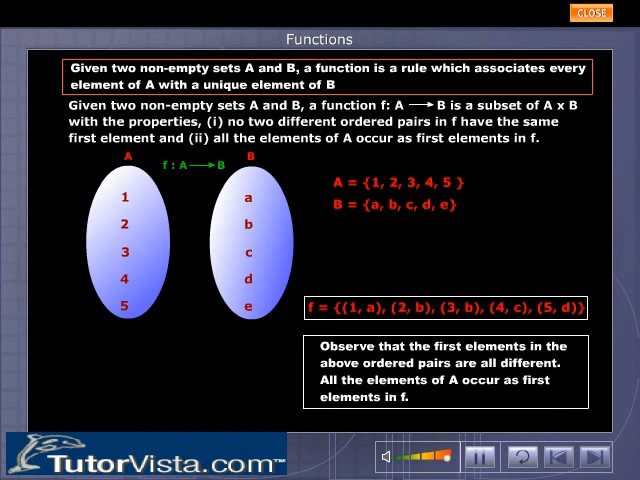 CLOSE
Functions
Given two non-empty sets A and B, a function is a rule which associates every
element of A with a unique element of B
Given two non-empty sets A and B, a function f: A ⟶ B is a subset of A x B
with the properties, (i) no two different ordered pairs in f have the same
first element and (ii) all the elements of A occur as first elements in f.
A B
f : A ⟶ B
1 a
2 b
3 c
4 d
5 e
A = {1, 2, 3, 4, 5 }
B = {a, b, c, d, e}
f = {(1, a), (2, b), (3, b), (4, c), (5, d)}
Observe that the first elements in the
above ordered pairs are all different.
All the elements of A occur as first
elements in f.
TutorVista.com™